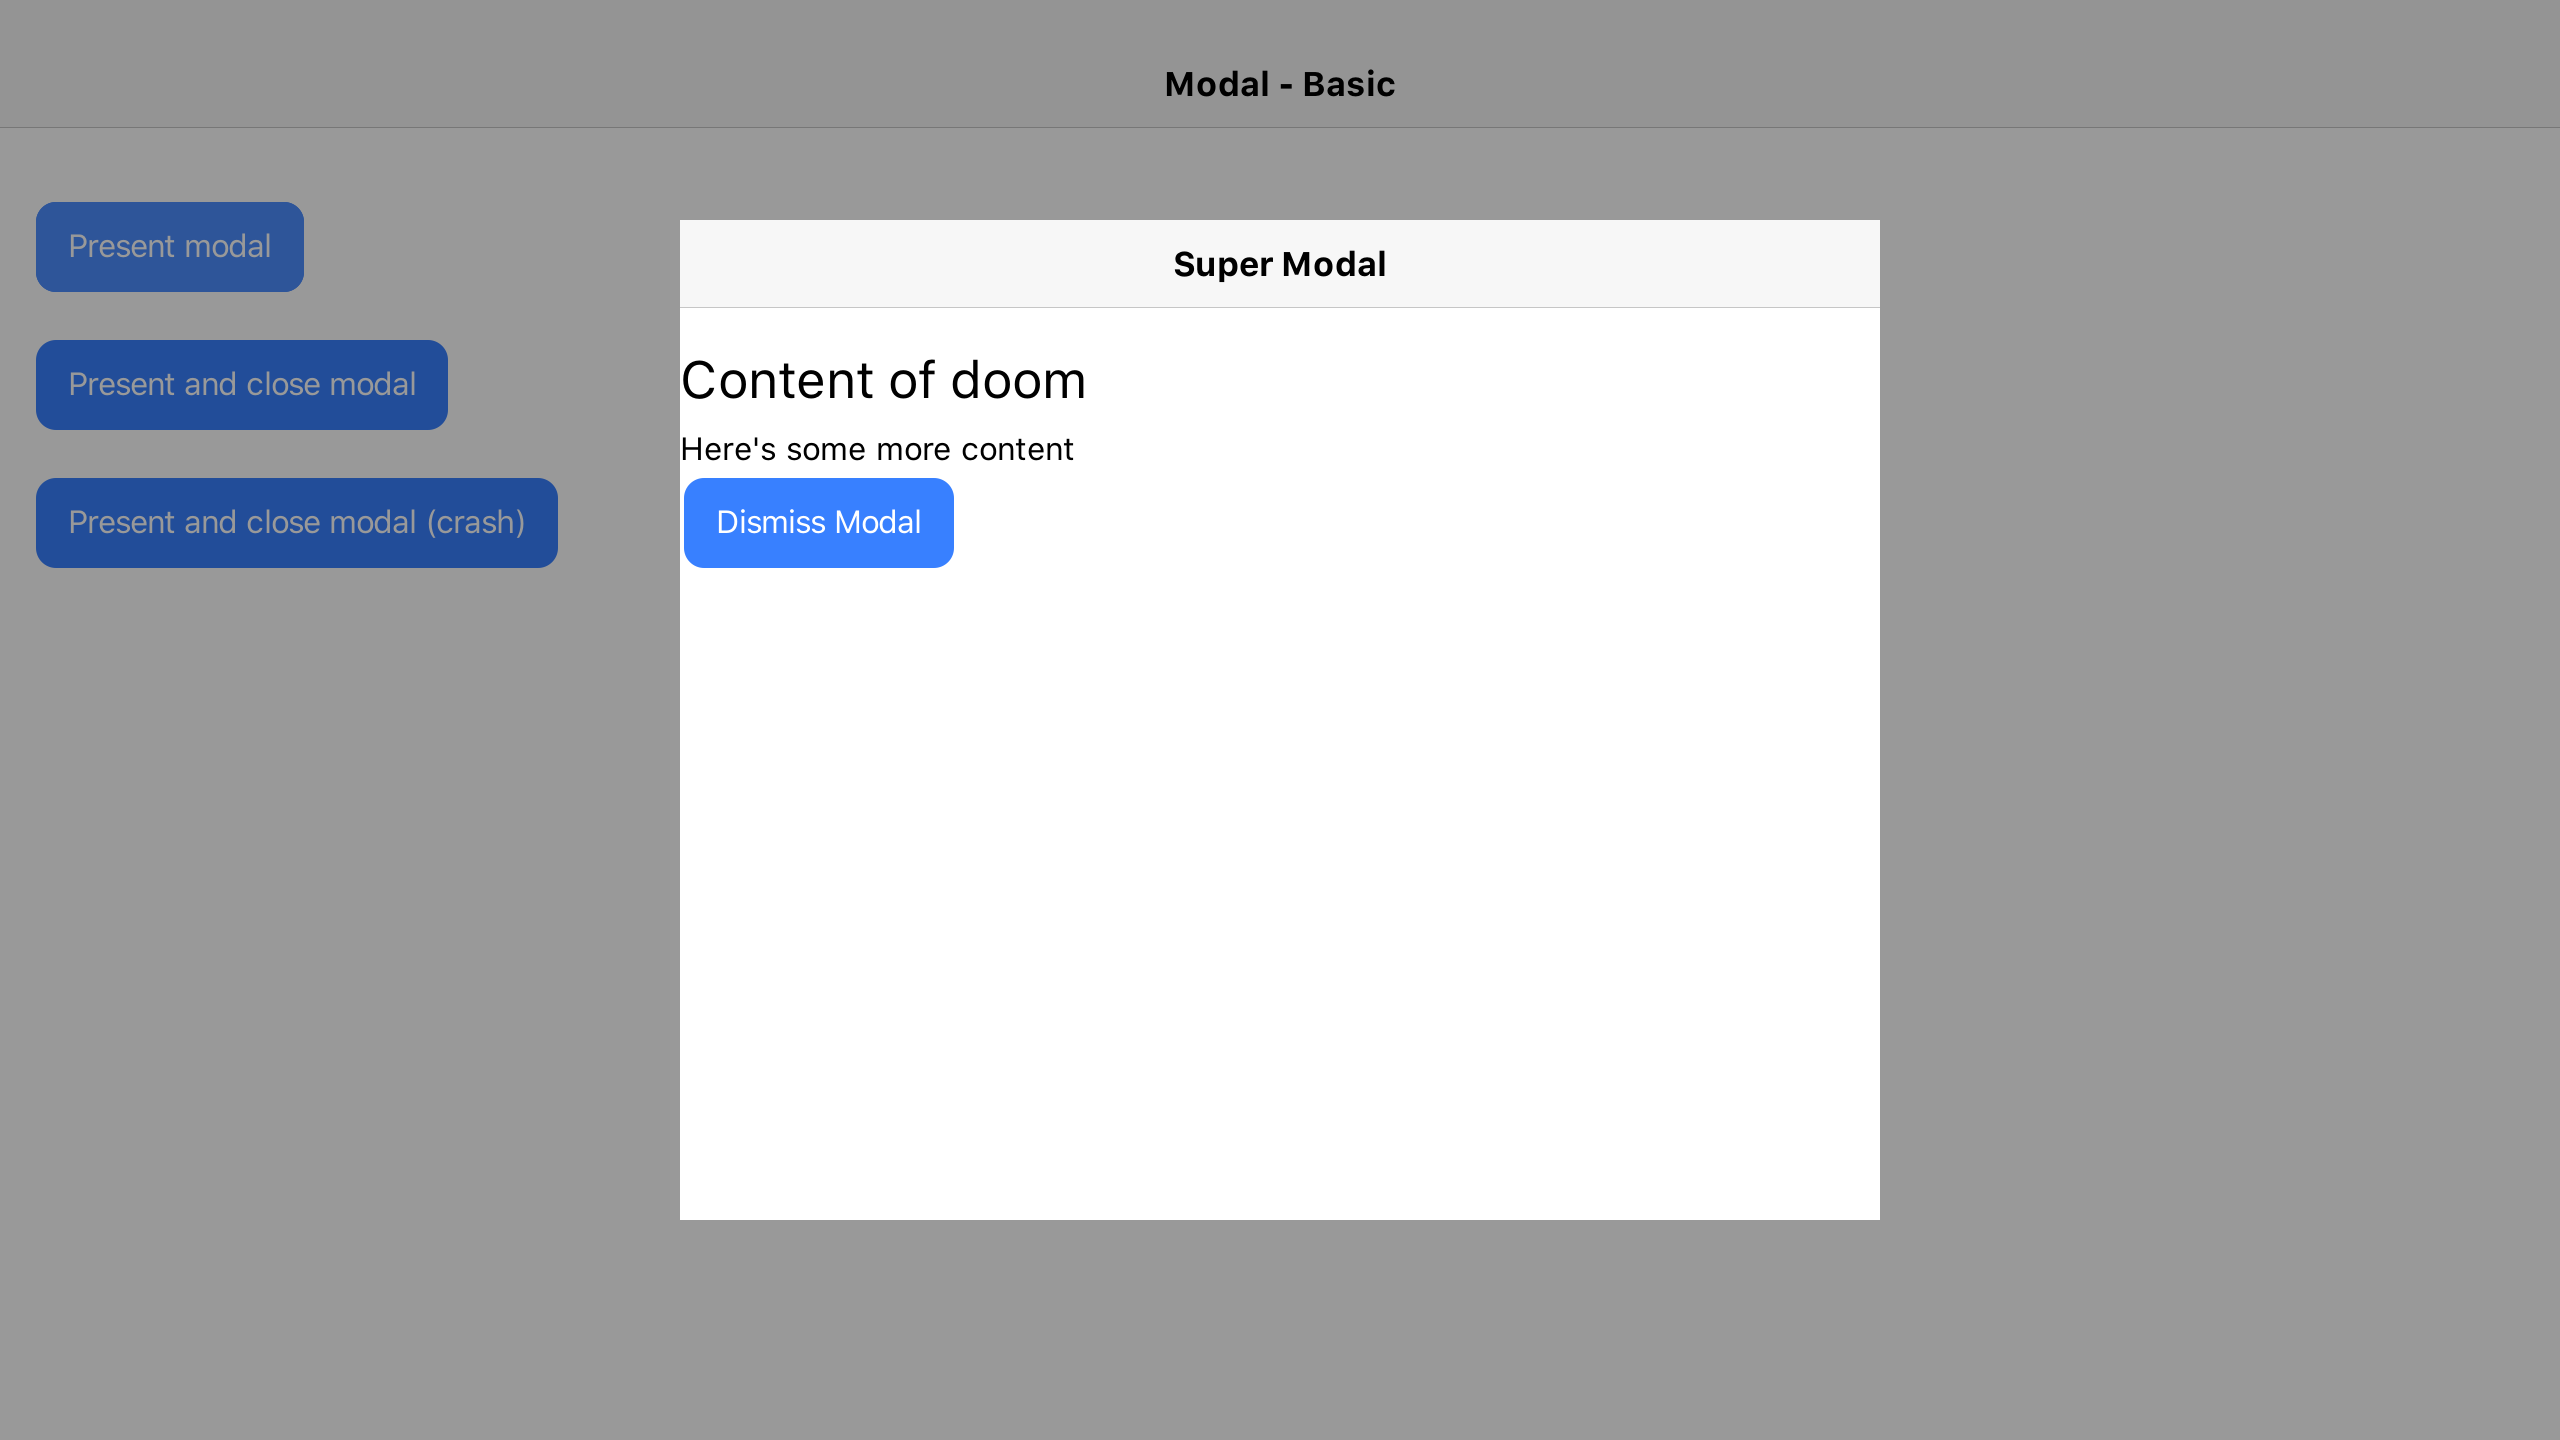 Modal - Basic
Present modal
Present and close modal
Present and close modal (crash)
Super Modal
Content of doom
Here's some more content
Dismiss Modal